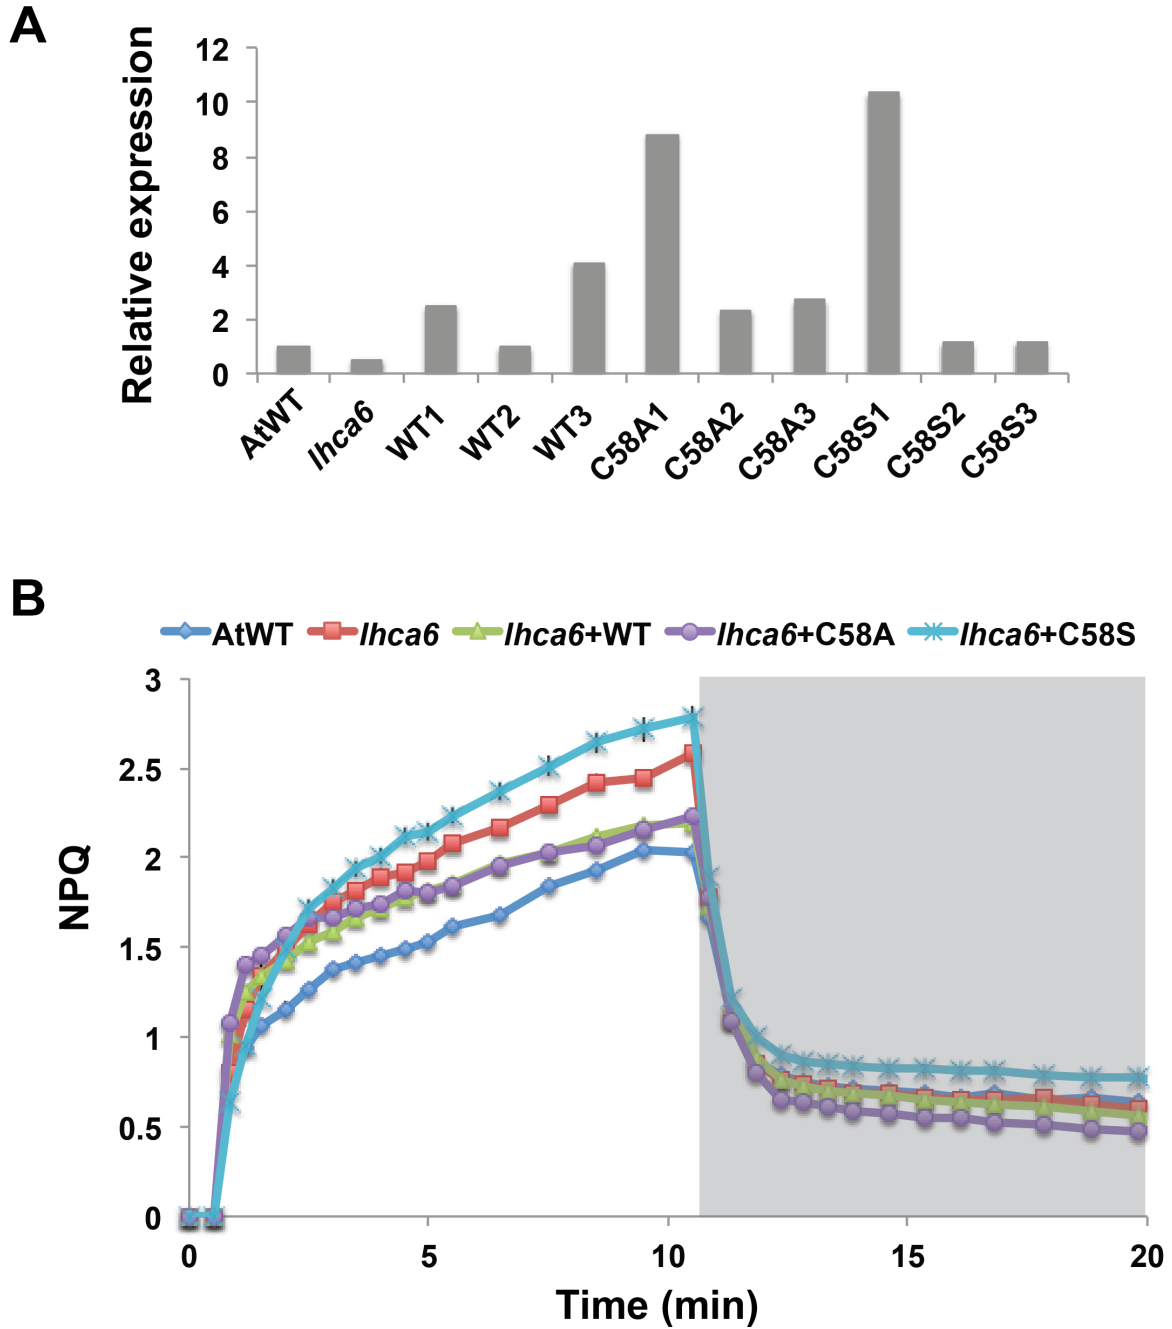 A
Relative expression
12
10
8
6
4
2
0
AtWT
lhca6
WT1
WT2
WT3
C58A1
C58A2
C58A3
C58S1
C58S2
C58S3
B
AtWT lhca6 lhca6+WT lhca6+C58A lhca6+C58S
NPQ
3
2.5
2
1.5
1
0.5
0
0 5 10 15 20
Time (min)